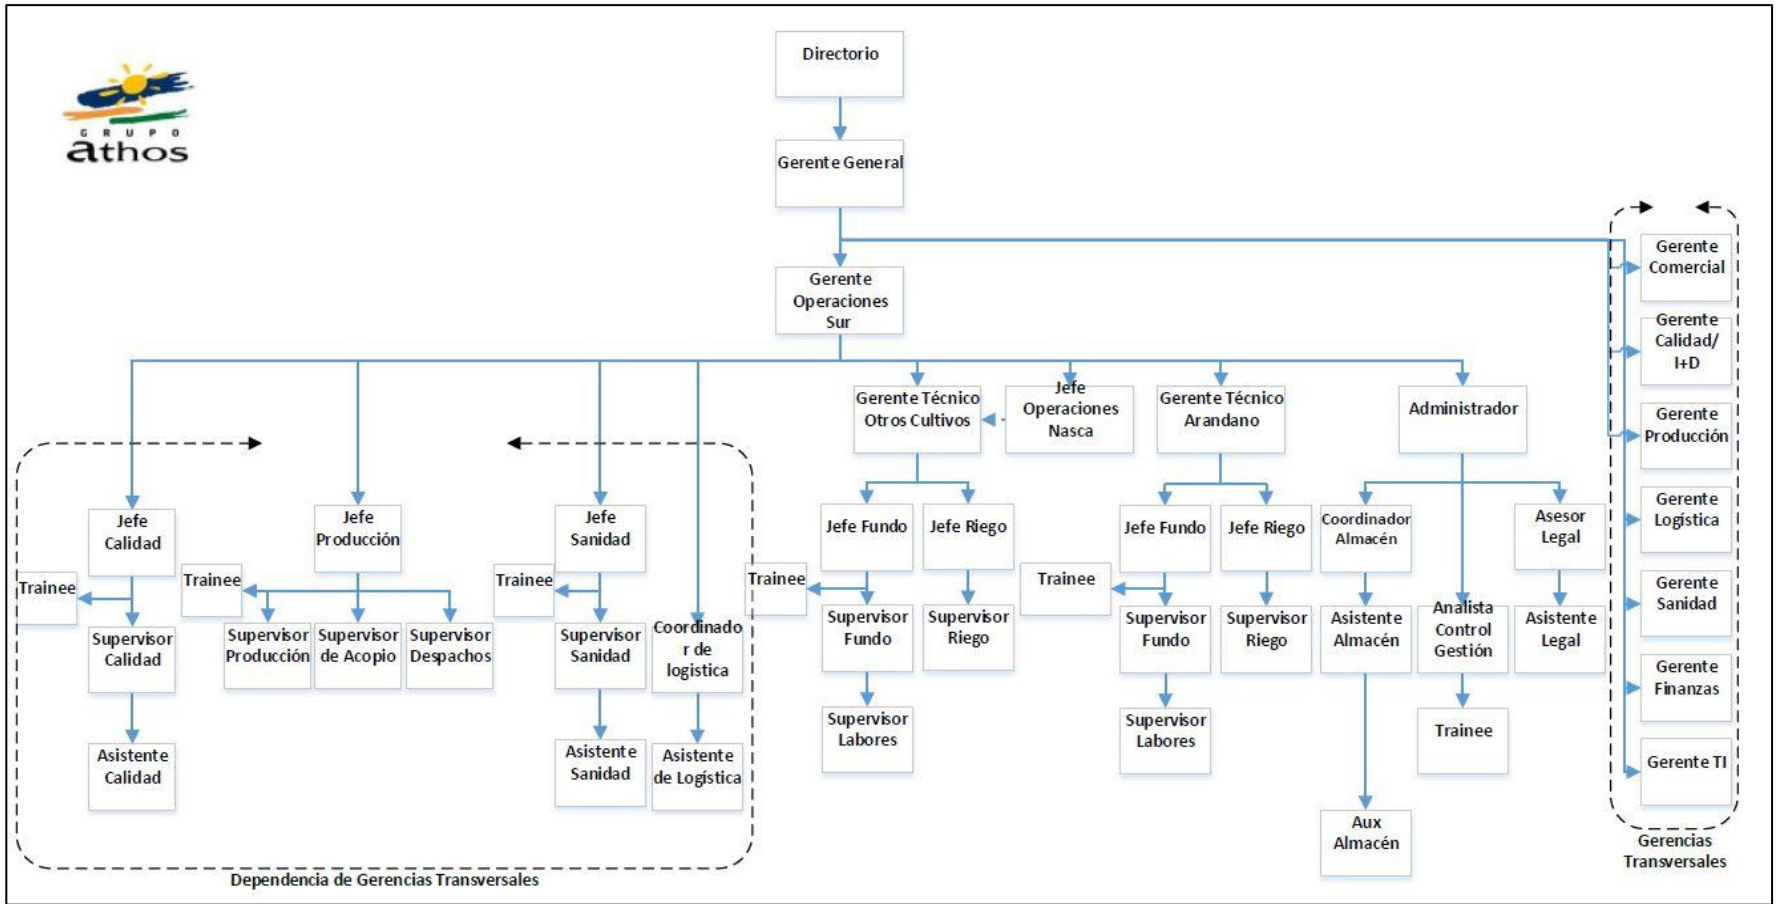 Directorio
GRUPO
athos
Gerente General
Gerente
Operaciones
Sur
Gerente
Comercial
Gerente
Calidad/
I+D
Gerente
Producción
Gerente
Logística
Gerente
Sanidad
Gerente
Finanzas
Gerente TI
Gerencias
Transversales
Gerente Técnico
Otros Cultivos
Jefe
Operaciones
Nasca
Gerente Técnico
Arandano
Administrador
Jefe
Calidad
Jefe
Producción
Jefe
Sanidad
Jefe Fundo
Jefe Riego
Jefe Fundo
Jefe Riego
Coordinador
Almacén
Asesor
Legal
Trainee
Trainee
Trainee
Trainee
Trainee
Supervisor
Calidad
Supervisor
Producción
Supervisor
de Acopio
Supervisor
Despachos
Supervisor
Sanidad
Coordinado
r de
logistica
Supervisor
Fundo
Supervisor
Riego
Supervisor
Fundo
Supervisor
Riego
Asistente
Almacén
Analista
Control
Gestión
Asistente
Legal
Asistente
Calidad
Asistente
Sanidad
Asistente
de Logística
Supervisor
Labores
Supervisor
Labores
Trainee
Aux
Almacén
Dependencia de Gerencias Transversales